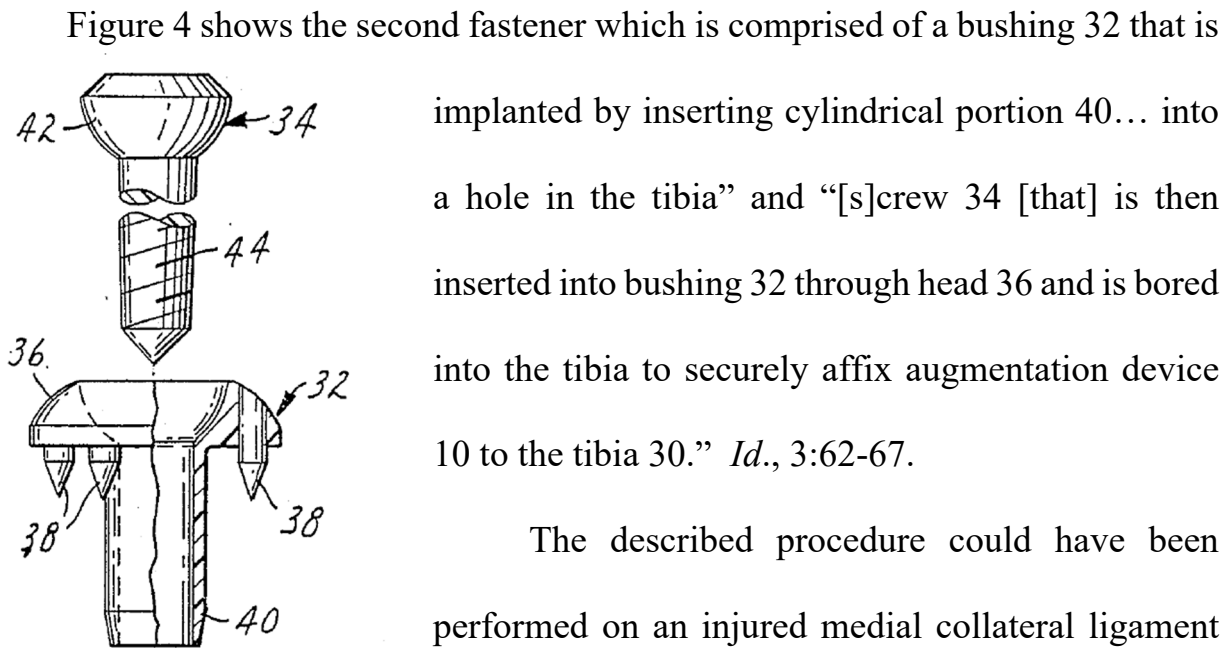 Figure 4 shows the second fastener which is comprised of a bushing 32 that is
implanted by inserting cylindrical portion 40… into
a hole in the tibia” and “[s]crew 34 [that] is then
inserted into bushing 32 through head 36 and is bored
into the tibia to securely affix augmentation device
10 to the tibia 30.” Id., 3:62-67.
The described procedure could have been
performed on an injured medial collateral ligament
42
34
44
36
32
38
38
40